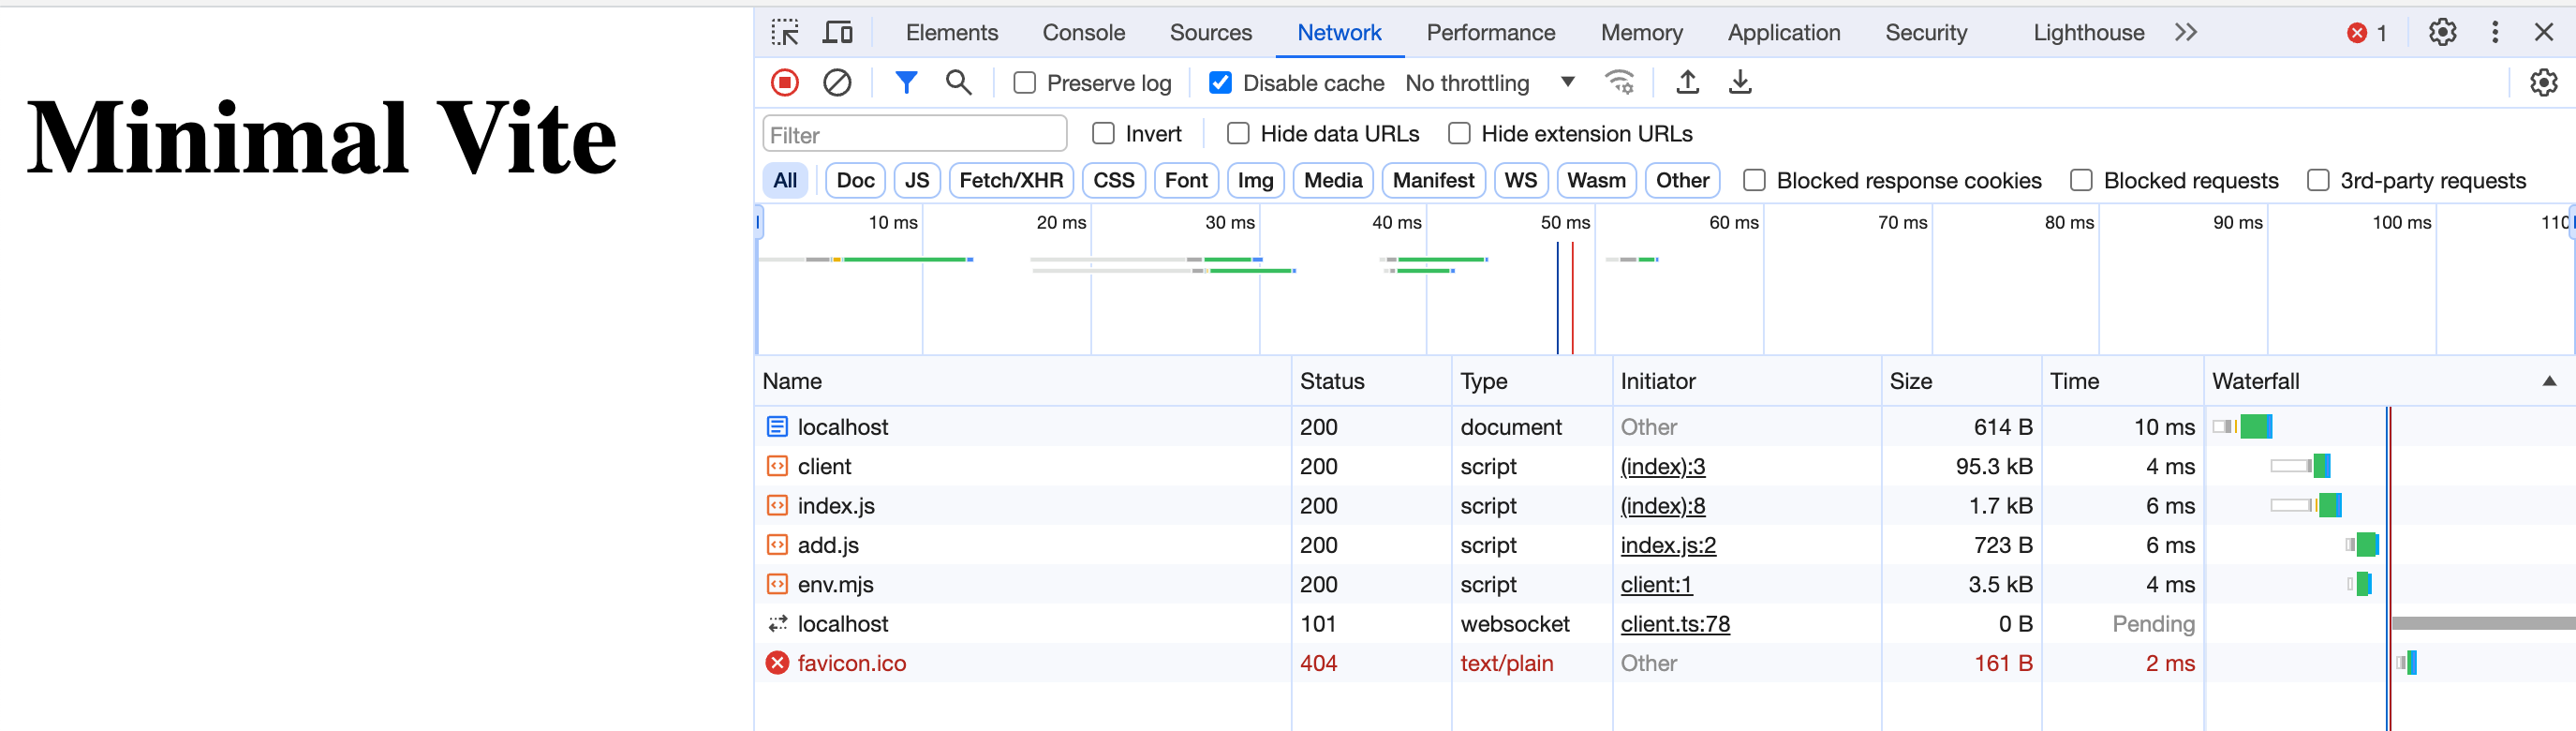 Minimal Vite
Elements Console Sources Network Performance Memory Application Security Lighthouse 1
Preserve log Disable cache No throttling
Filter Invert Hide data URLs Hide extension URLs
All Doc JS Fetch/XHR CSS Font Img Media Manifest WS Wasm Other Blocked response cookies Blocked requests 3rd-party requests
10 ms 20 ms 30 ms 40 ms 50 ms 60 ms 70 ms 80 ms 90 ms 100 ms 110
Name Status Type Initiator Size Time Waterfall
localhost 200 document Other 614 B 10 ms
client 200 script (index):3 95.3 kB 4 ms
index.js 200 script (index):8 1.7 kB 6 ms
add.js 200 script index.js:2 723 B 6 ms
env.mjs 200 script client:1 3.5 kB 4 ms
localhost 101 websocket client.ts:78 0 B Pending
favicon.ico 404 text/plain Other 161 B 2 ms